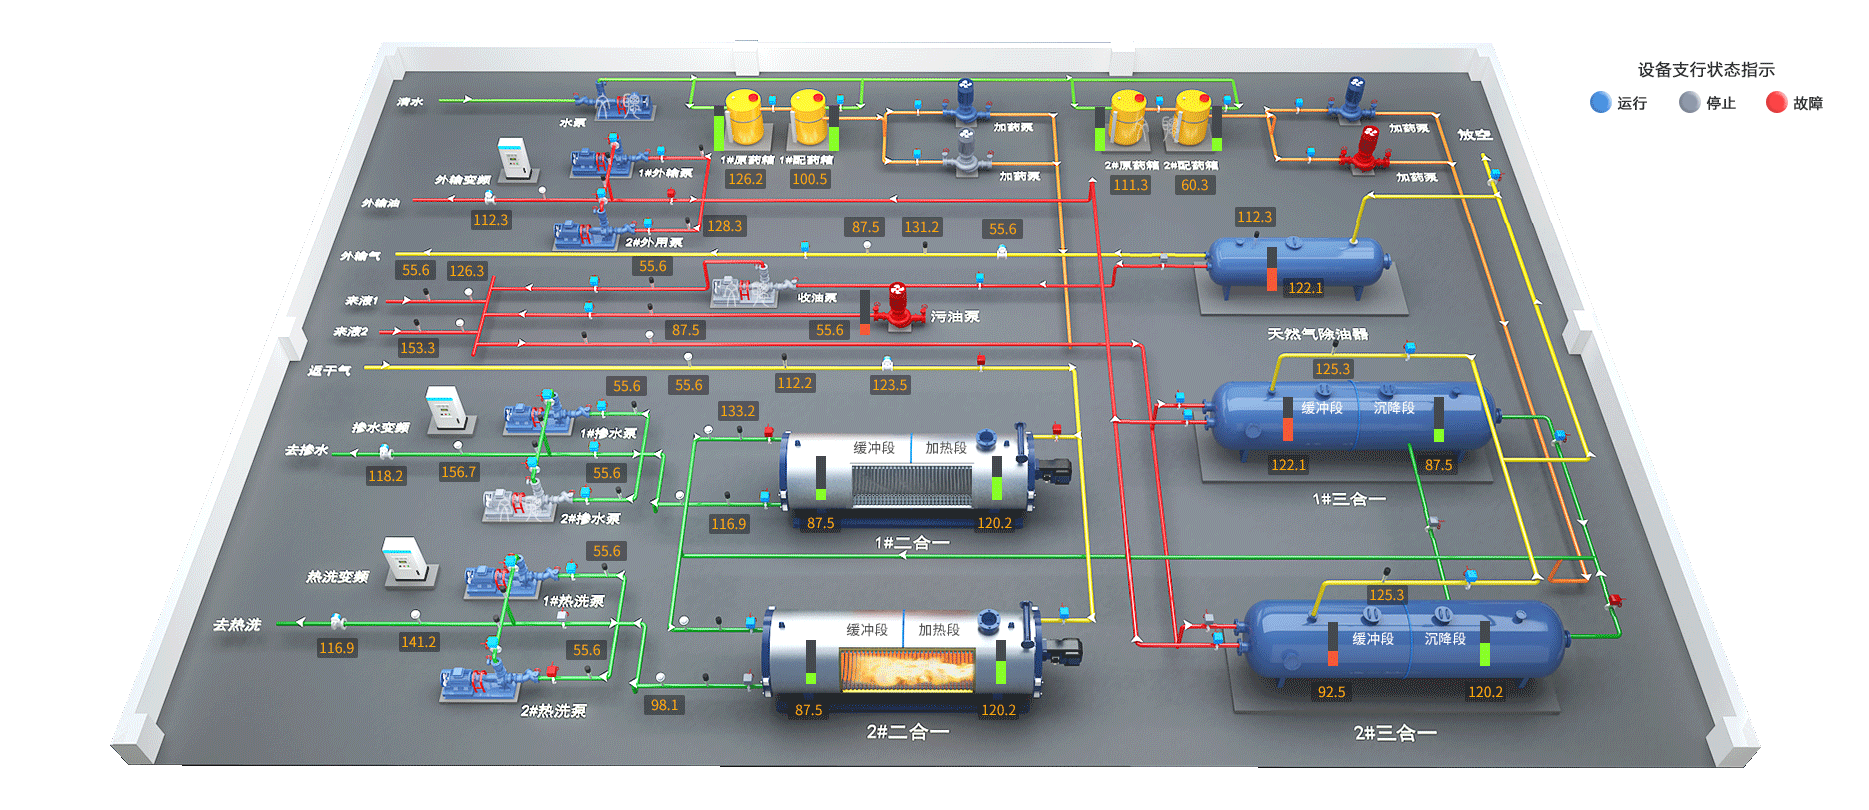 设备支行状态指示
运行
停止
故障
清水
水泵
1#原药箱
1#配药箱
126.2
100.5
加药泵
加药泵
2#原药箱
2#配药箱
111.3
60.3
加药泵
加药泵
放空
外输变频
1#外输泵
外输油
112.3
2#外用泵
128.3
87.5
131.2
55.6
112.3
外输气
55.6
126.3
55.6
收油泵
122.1
来液1
来液2
153.3
87.5
55.6
污油泵
天然气除油器
返干气
55.6
55.6
112.2
123.5
125.3
133.2
掺水变频
1#掺水泵
缓冲段
沉降段
去掺水
118.2
156.7
55.6
缓冲段
加热段
122.1
87.5
2#掺水泵
116.9
87.5
120.2
1#三合一
1#二合一
热洗变频
55.6
1#热洗泵
125.3
去热洗
116.9
141.2
55.6
缓冲段
加热段
缓冲段
沉降段
2#热洗泵
98.1
87.5
120.2
92.5
120.2
2#二合一
2#三合一